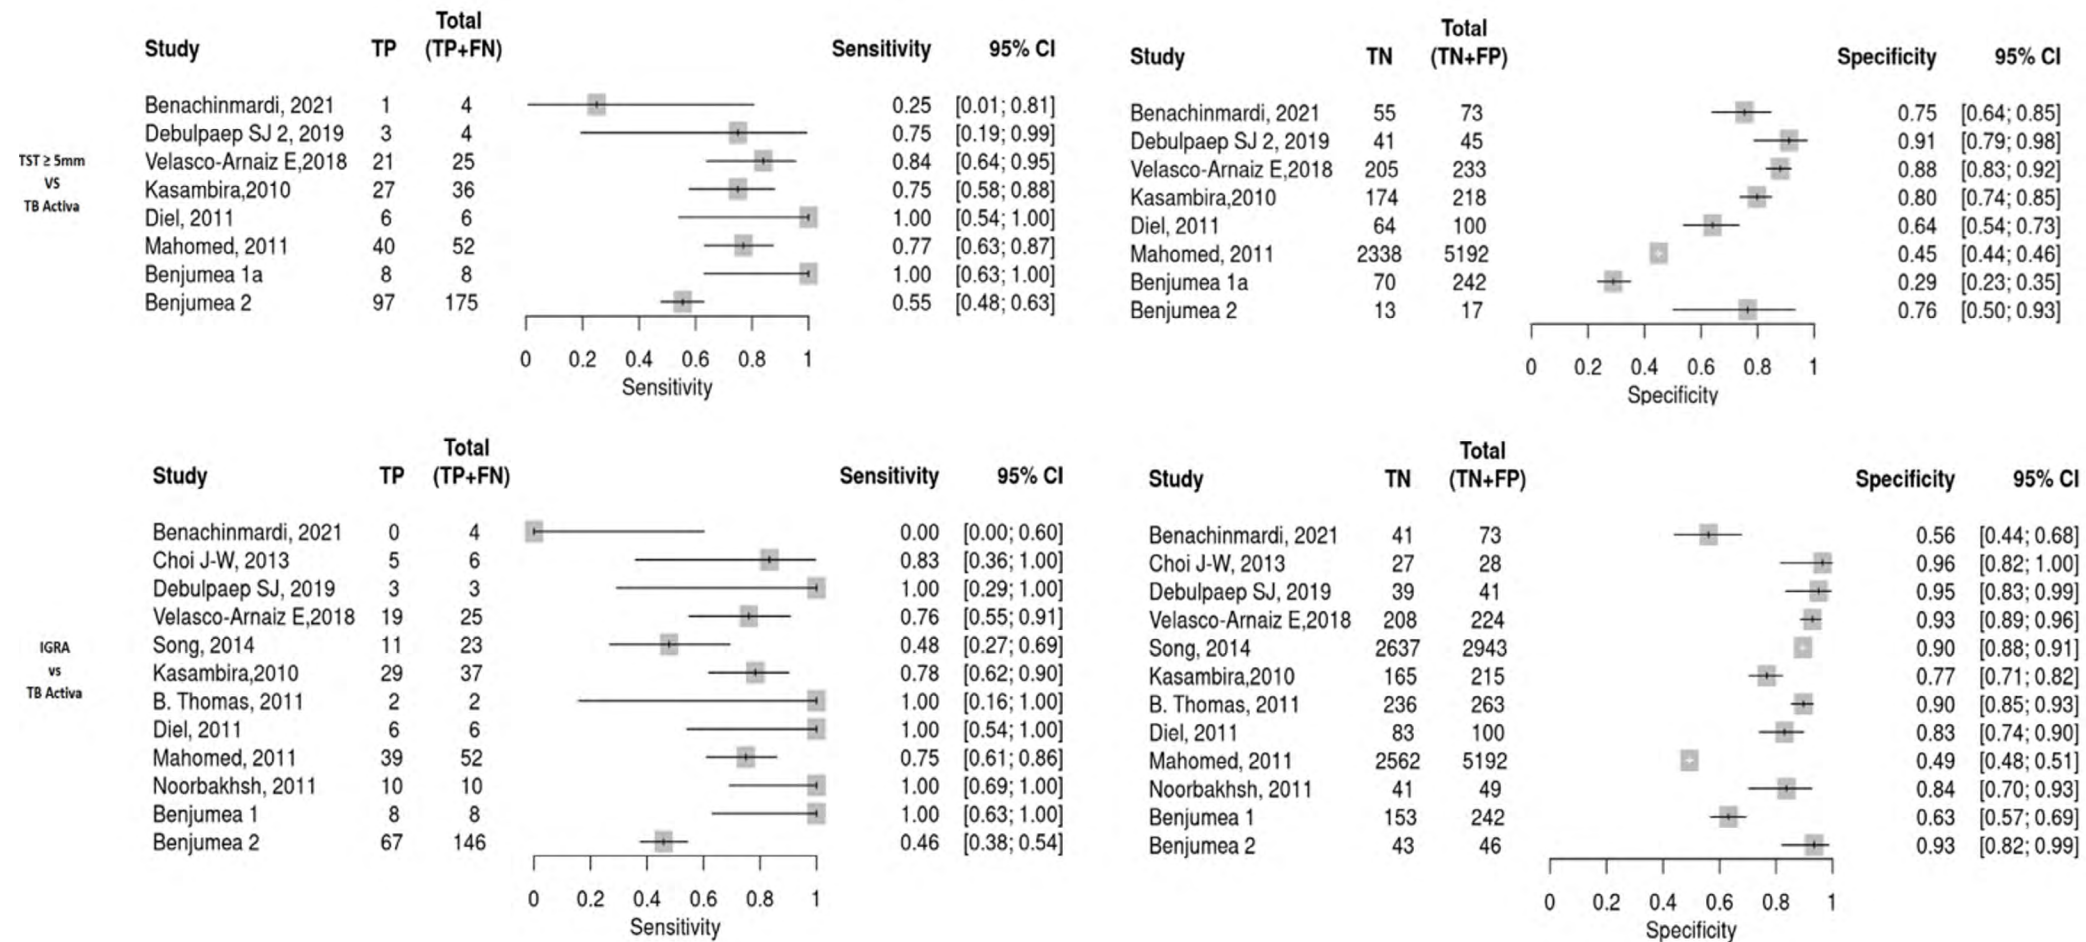 TST ≥ 5mm
VS
TB Activa
Total
Study TP (TP+FN) Sensitivity 95% CI
Benachinmardi, 2021 1 4 0.25 [0.01; 0.81]
Debulpaep SJ 2, 2019 3 4 0.75 [0.19; 0.99]
Velasco-Arnaiz E,2018 21 25 0.84 [0.64; 0.95]
Kasambira,2010 27 36 0.75 [0.58; 0.88]
Diel, 2011 6 6 1.00 [0.54; 1.00]
Mahomed, 2011 40 52 0.77 [0.63; 0.87]
Benjumea 1a 8 8 1.00 [0.63; 1.00]
Benjumea 2 97 175 0.55 [0.48; 0.63]
0 0.2 0.4 0.6 0.8 1
Sensitivity
Total
Study TN (TN+FP) Specificity 95% CI
Benachinmardi, 2021 55 73 0.75 [0.64; 0.85]
Debulpaep SJ 2, 2019 41 45 0.91 [0.79; 0.98]
Velasco-Arnaiz E,2018 205 233 0.88 [0.83; 0.92]
Kasambira,2010 174 218 0.80 [0.74; 0.85]
Diel, 2011 64 100 0.64 [0.54; 0.73]
Mahomed, 2011 2338 5192 0.45 [0.44; 0.46]
Benjumea 1a 70 242 0.29 [0.23; 0.35]
Benjumea 2 13 17 0.76 [0.50; 0.93]
0 0.2 0.4 0.6 0.8 1
Specificity
IGRA
vs
TB Activa
Total
Study TP (TP+FN) Sensitivity 95% CI
Benachinmardi, 2021 0 4 0.00 [0.00; 0.60]
Choi J-W, 2013 5 6 0.83 [0.36; 1.00]
Debulpaep SJ, 2019 3 3 1.00 [0.29; 1.00]
Velasco-Arnaiz E,2018 19 25 0.76 [0.55; 0.91]
Song, 2014 11 23 0.48 [0.27; 0.69]
Kasambira,2010 29 37 0.78 [0.62; 0.90]
B. Thomas, 2011 2 2 1.00 [0.16; 1.00]
Diel, 2011 6 6 1.00 [0.54; 1.00]
Mahomed, 2011 39 52 0.75 [0.61; 0.86]
Noorbakhsh, 2011 10 10 1.00 [0.69; 1.00]
Benjumea 1 8 8 1.00 [0.63; 1.00]
Benjumea 2 67 146 0.46 [0.38; 0.54]
0 0.2 0.4 0.6 0.8 1
Sensitivity
Total
Study TN (TN+FP) Specificity 95% CI
Benachinmardi, 2021 41 73 0.56 [0.44; 0.68]
Choi J-W, 2013 27 28 0.96 [0.82; 1.00]
Debulpaep SJ, 2019 39 41 0.95 [0.83; 0.99]
Velasco-Arnaiz E,2018 208 224 0.93 [0.89; 0.96]
Song, 2014 2637 2943 0.90 [0.88; 0.91]
Kasambira,2010 165 215 0.77 [0.71; 0.82]
B. Thomas, 2011 236 263 0.90 [0.85; 0.93]
Diel, 2011 83 100 0.83 [0.74; 0.90]
Mahomed, 2011 2562 5192 0.49 [0.48; 0.51]
Noorbakhsh, 2011 41 49 0.84 [0.70; 0.93]
Benjumea 1 153 242 0.63 [0.57; 0.69]
Benjumea 2 43 46 0.93 [0.82; 0.99]
0 0.2 0.4 0.6 0.8 1
Specificity